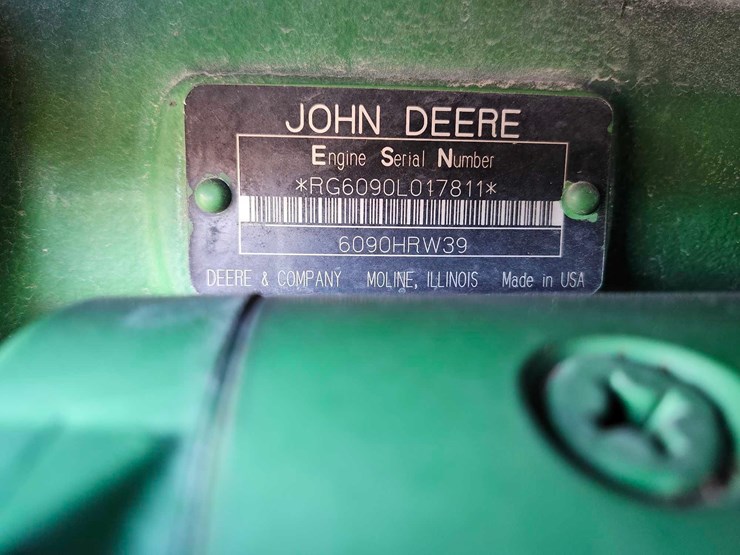 JOHN DEERE
Engine Serial Number
*RG6090L017811*
6090HRW39
DEERE & COMPANY MOLINE, ILLINOIS Made in USA